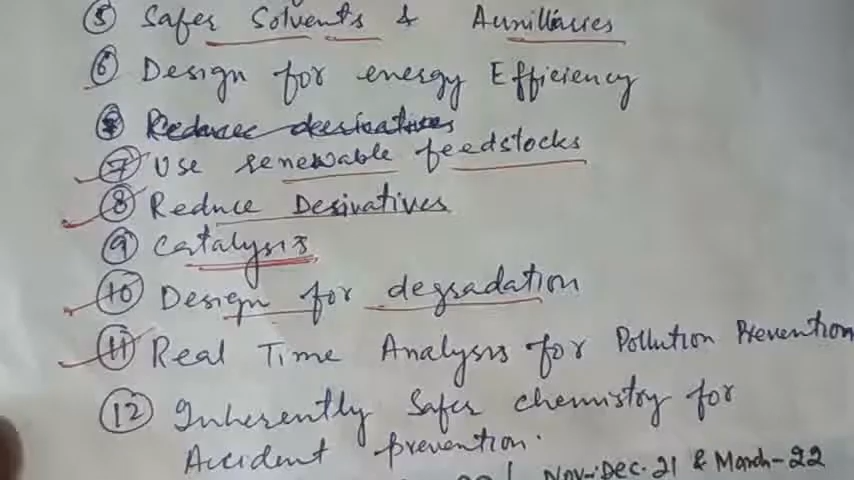 ⑤ Safer Solvents & Auxiliaries
⑥ Design for energy Efficiency
⑧ Reduce derivatives
⑦ Use renewable feedstocks
⑧ Reduce Derivatives
⑨ Catalysis
⑩ Design for degradation
⑪ Real Time Analysis for Pollution Prevention
⑫ Inherently Safer chemistry for
Accident prevention.
Nov-Dec.21 & March-22